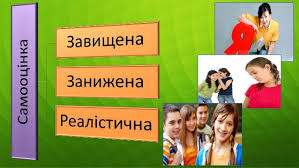 Самооцінка
Завищена
Занижена
Реалістична